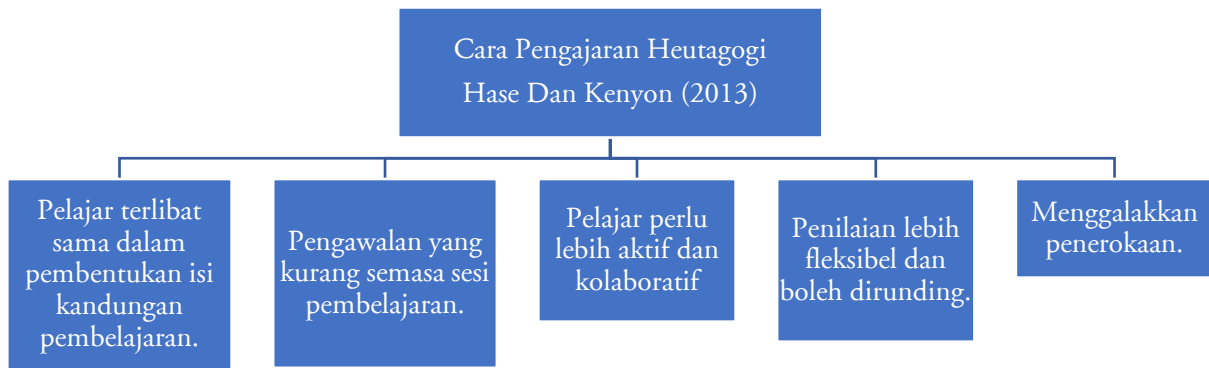 Cara Pengajaran Heutagogi
Hase Dan Kenyon (2013)
Pelajar terlibat
sama dalam
pembentukan isi
kandungan
pembelajaran.
Pengawalan yang
kurang semasa sesi
pembelajaran.
Pelajar perlu
lebih aktif dan
kolaboratif
Penilaian lebih
fleksibel dan
boleh dirunding.
Menggalakkan
penerokaan.